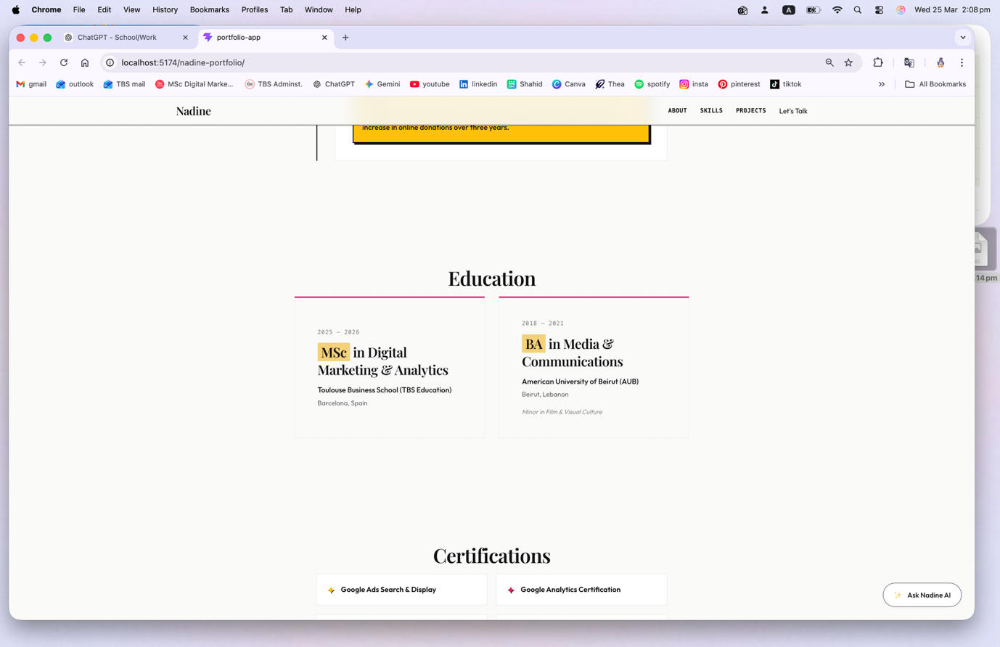 Chrome File Edit View History Bookmarks Profiles Tab Window Help A Wed 25 Mar 2:08 pm
ChatGPT - School/Work portfolio-app
localhost:5174/nadine-portfolio/
gmail outlook TBS mail MSc Digital Marke... TBS Adminst. ChatGPT Gemini youtube linkedin Shahid Canva Thea spotify insta pinterest tiktok All Bookmarks
Nadine ABOUT SKILLS PROJECTS Let's Talk
increase in online donations over three years.
Education
2025 — 2026
MSc in Digital
Marketing & Analytics
Toulouse Business School (TBS Education)
Barcelona, Spain
2018 — 2021
BA in Media &
Communications
American University of Beirut (AUB)
Beirut, Lebanon
Minor in Film & Visual Culture
Certifications
Google Ads Search & Display
Google Analytics Certification
Ask Nadine AI
14 pm